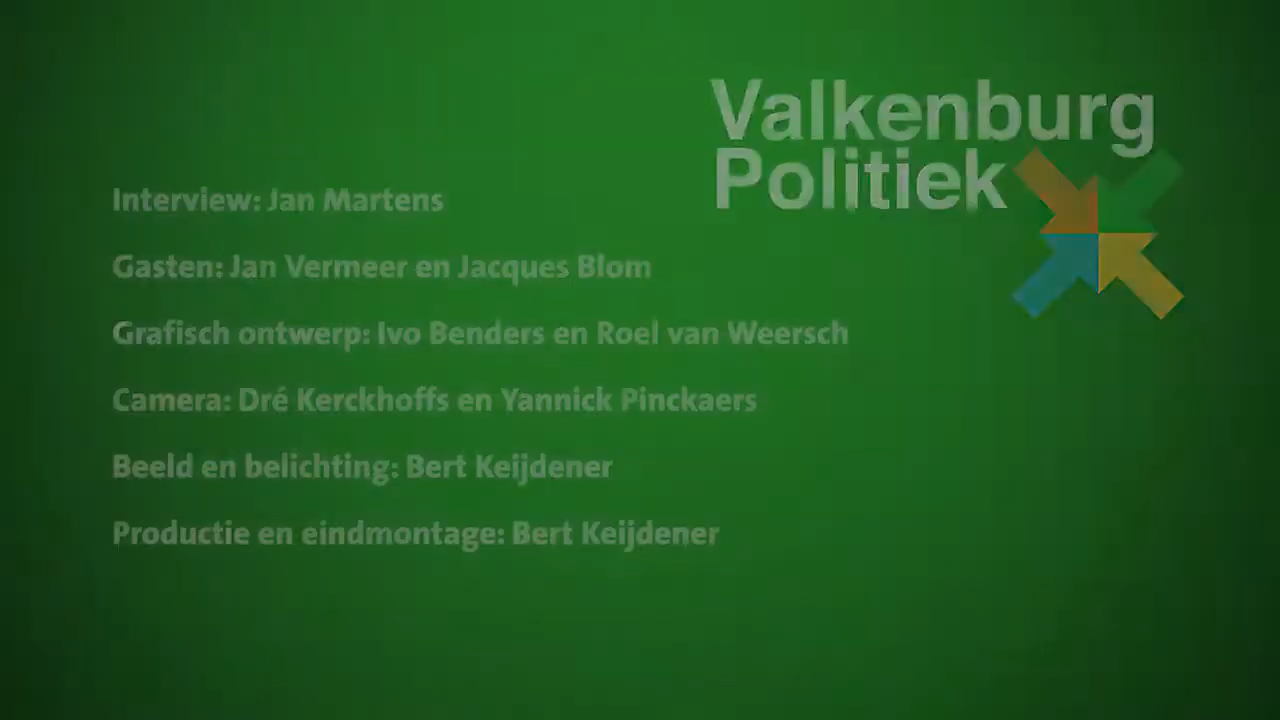 Valkenburg
Politiek
Interview: Jan Martens
Gasten: Jan Vermeer en Jacques Blom
Grafisch ontwerp: Ivo Benders en Roel van Weersch
Camera: Dré Kerckhoffs en Yannick Pinckaers
Beeld en belichting: Bert Keijdener
Productie en eindmontage: Bert Keijdener